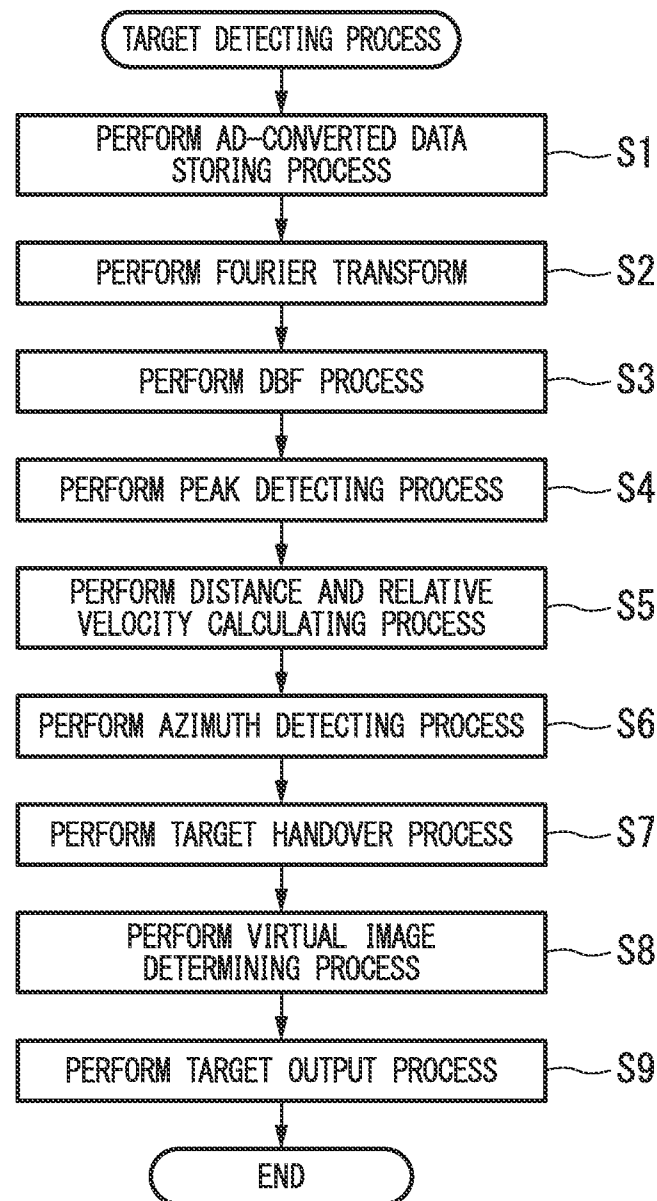 TARGET DETECTING PROCESS
PERFORM AD-CONVERTED DATA
STORING PROCESS
S1
PERFORM FOURIER TRANSFORM
S2
PERFORM DBF PROCESS
S3
PERFORM PEAK DETECTING PROCESS
S4
PERFORM DISTANCE AND RELATIVE
VELOCITY CALCULATING PROCESS
S5
PERFORM AZIMUTH DETECTING PROCESS
S6
PERFORM TARGET HANDOVER PROCESS
S7
PERFORM VIRTUAL IMAGE
DETERMINING PROCESS
S8
PERFORM TARGET OUTPUT PROCESS
S9
END